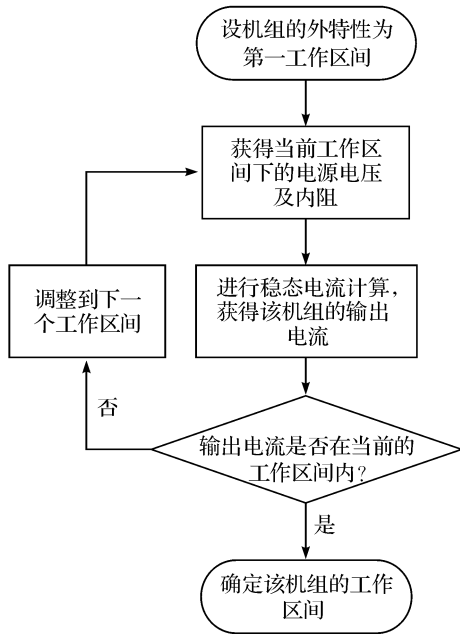 设机组的外特性为
第一工作区间
获得当前工作区
间下的电源电压
及内阻
调整到下一
个工作区间
进行稳态电流计算，
获得该机组的输出
电流
否
输出电流是否在当前的
工作区间内?
是
确定该机组的工作
区间